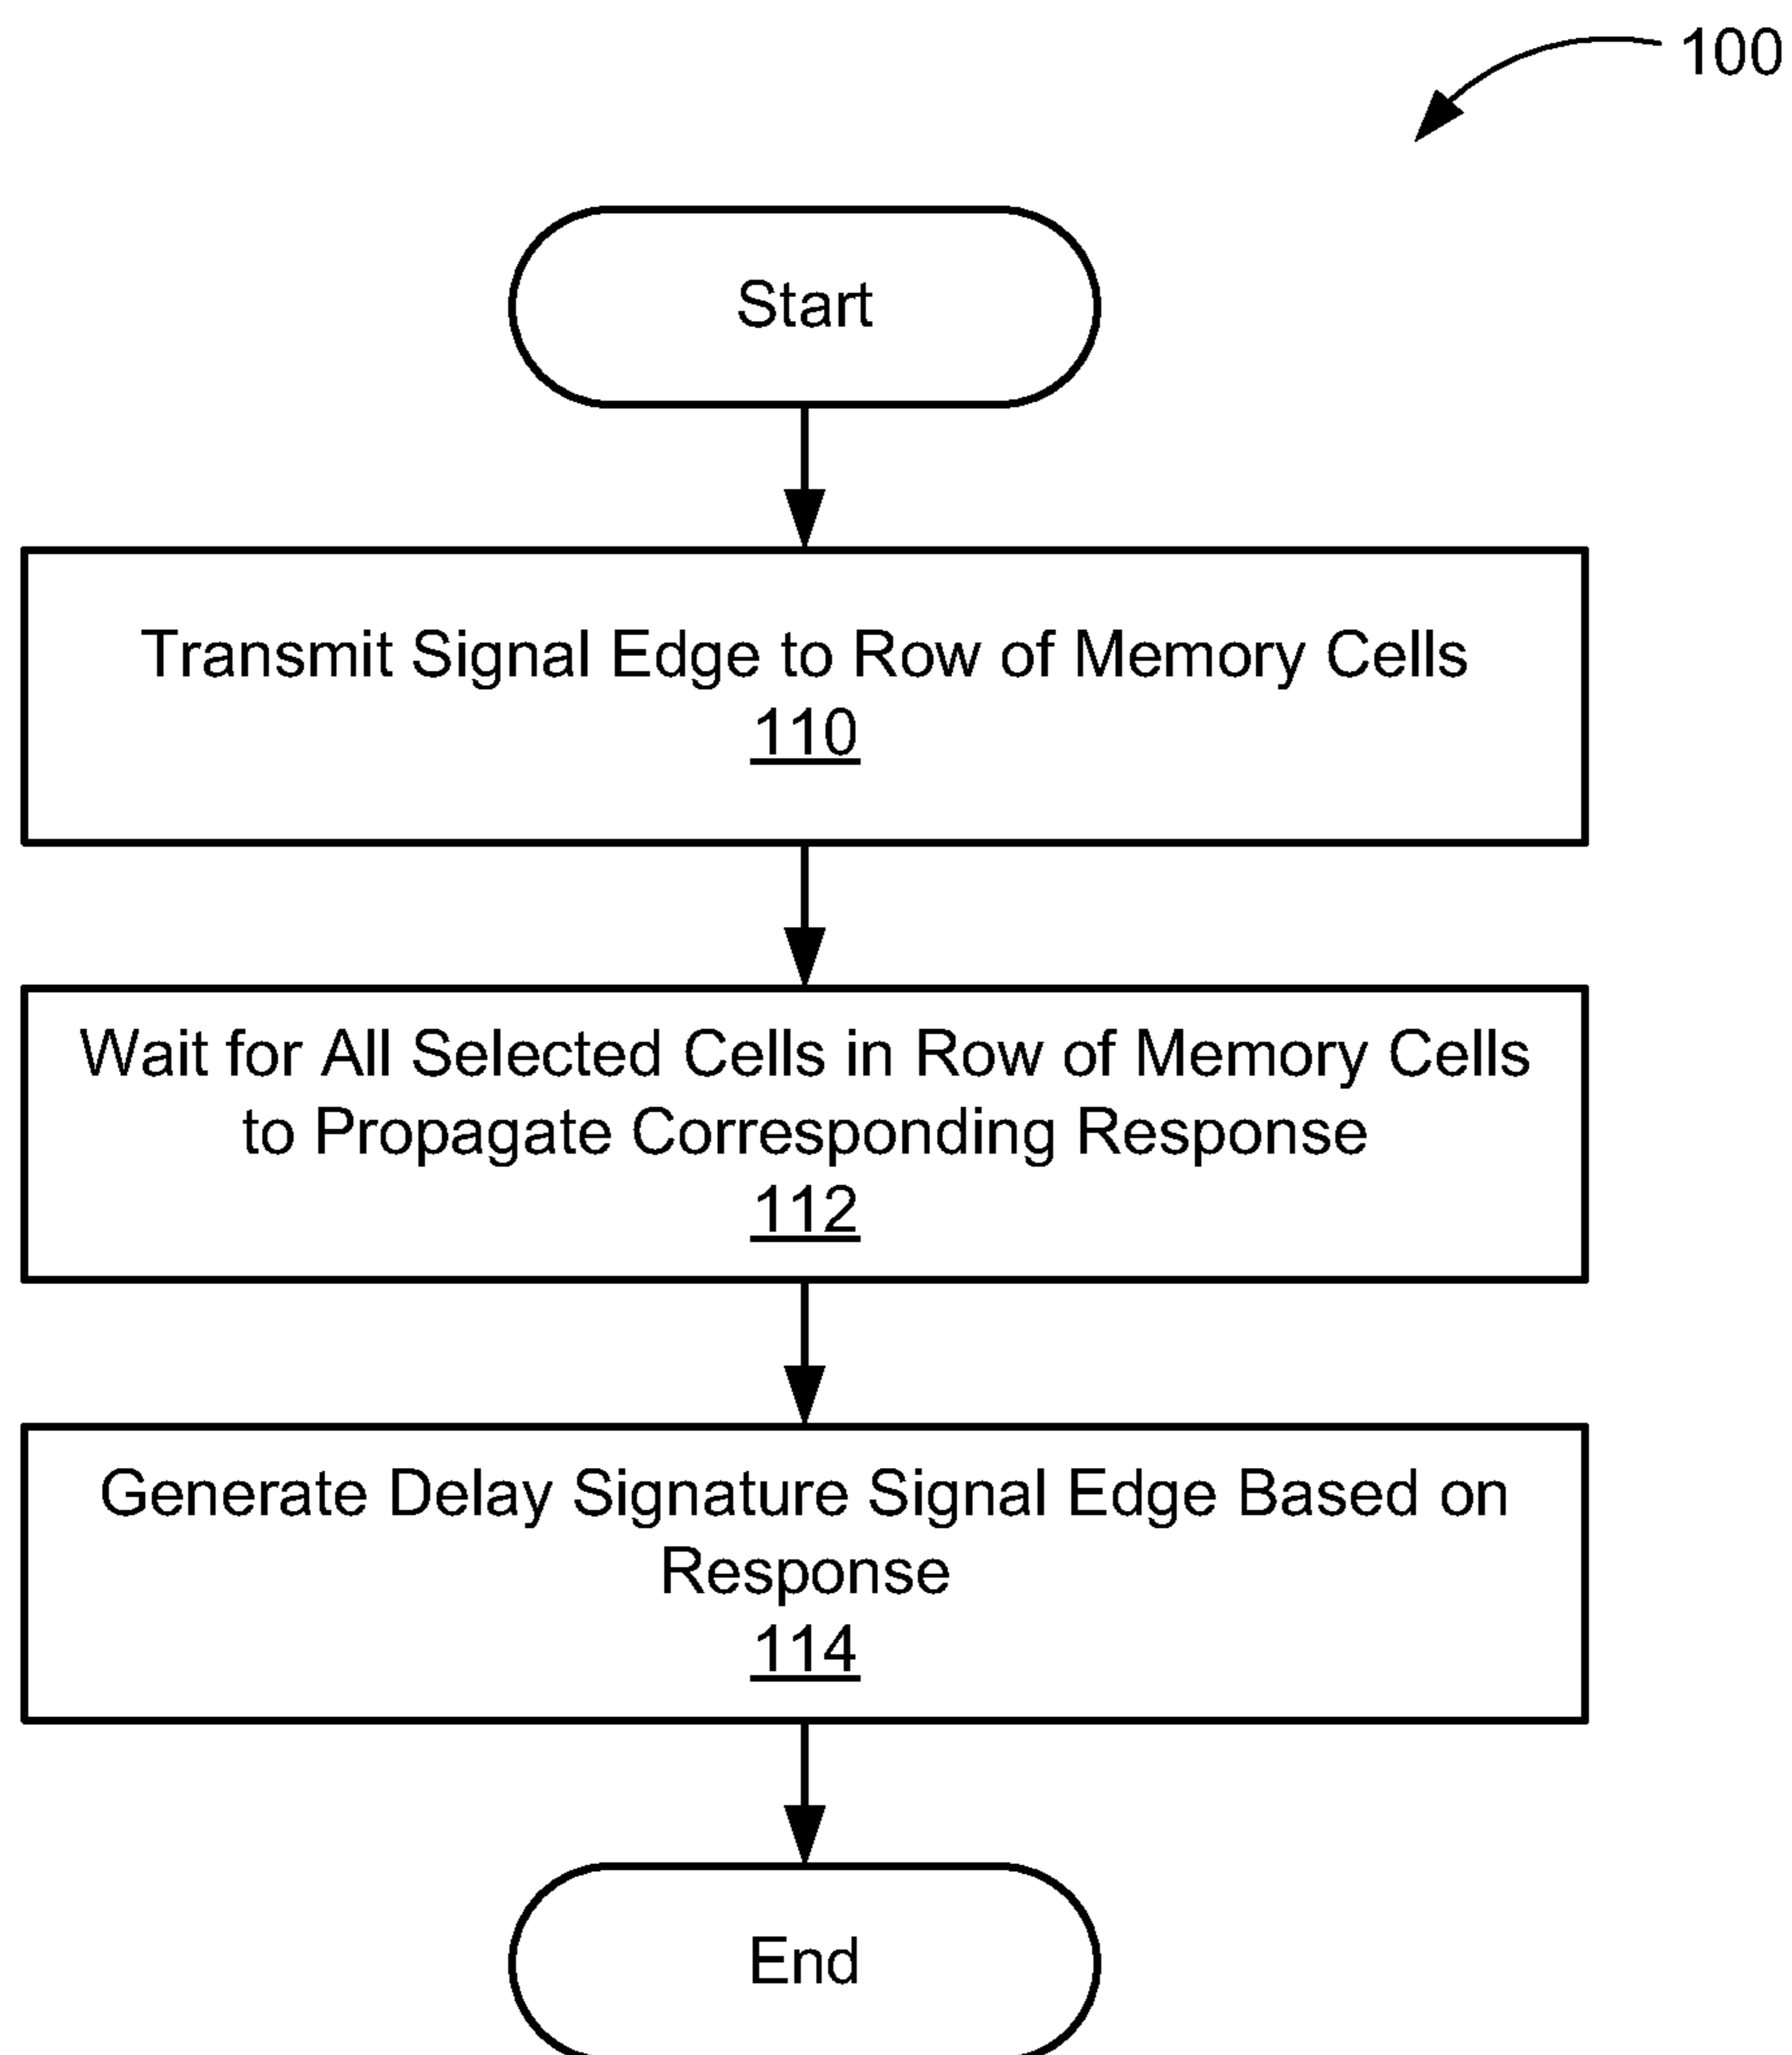 100
Start
Transmit Signal Edge to Row of Memory Cells
110
Wait for All Selected Cells in Row of Memory Cells
to Propagate Corresponding Response
112
Generate Delay Signature Signal Edge Based on
Response
114
End